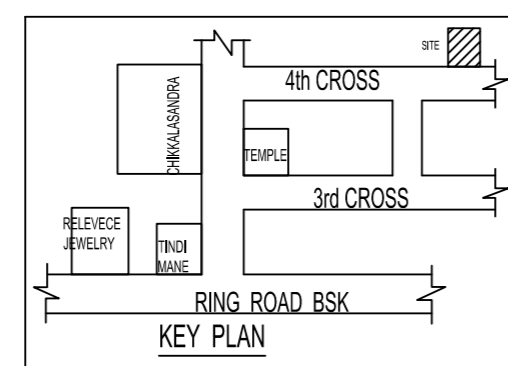 SITE
4th CROSS
CHIKKALASANDRA
TEMPLE
3rd CROSS
RELEVECE
JEWELRY
TINDI
MANE
RING ROAD BSK
KEY PLAN